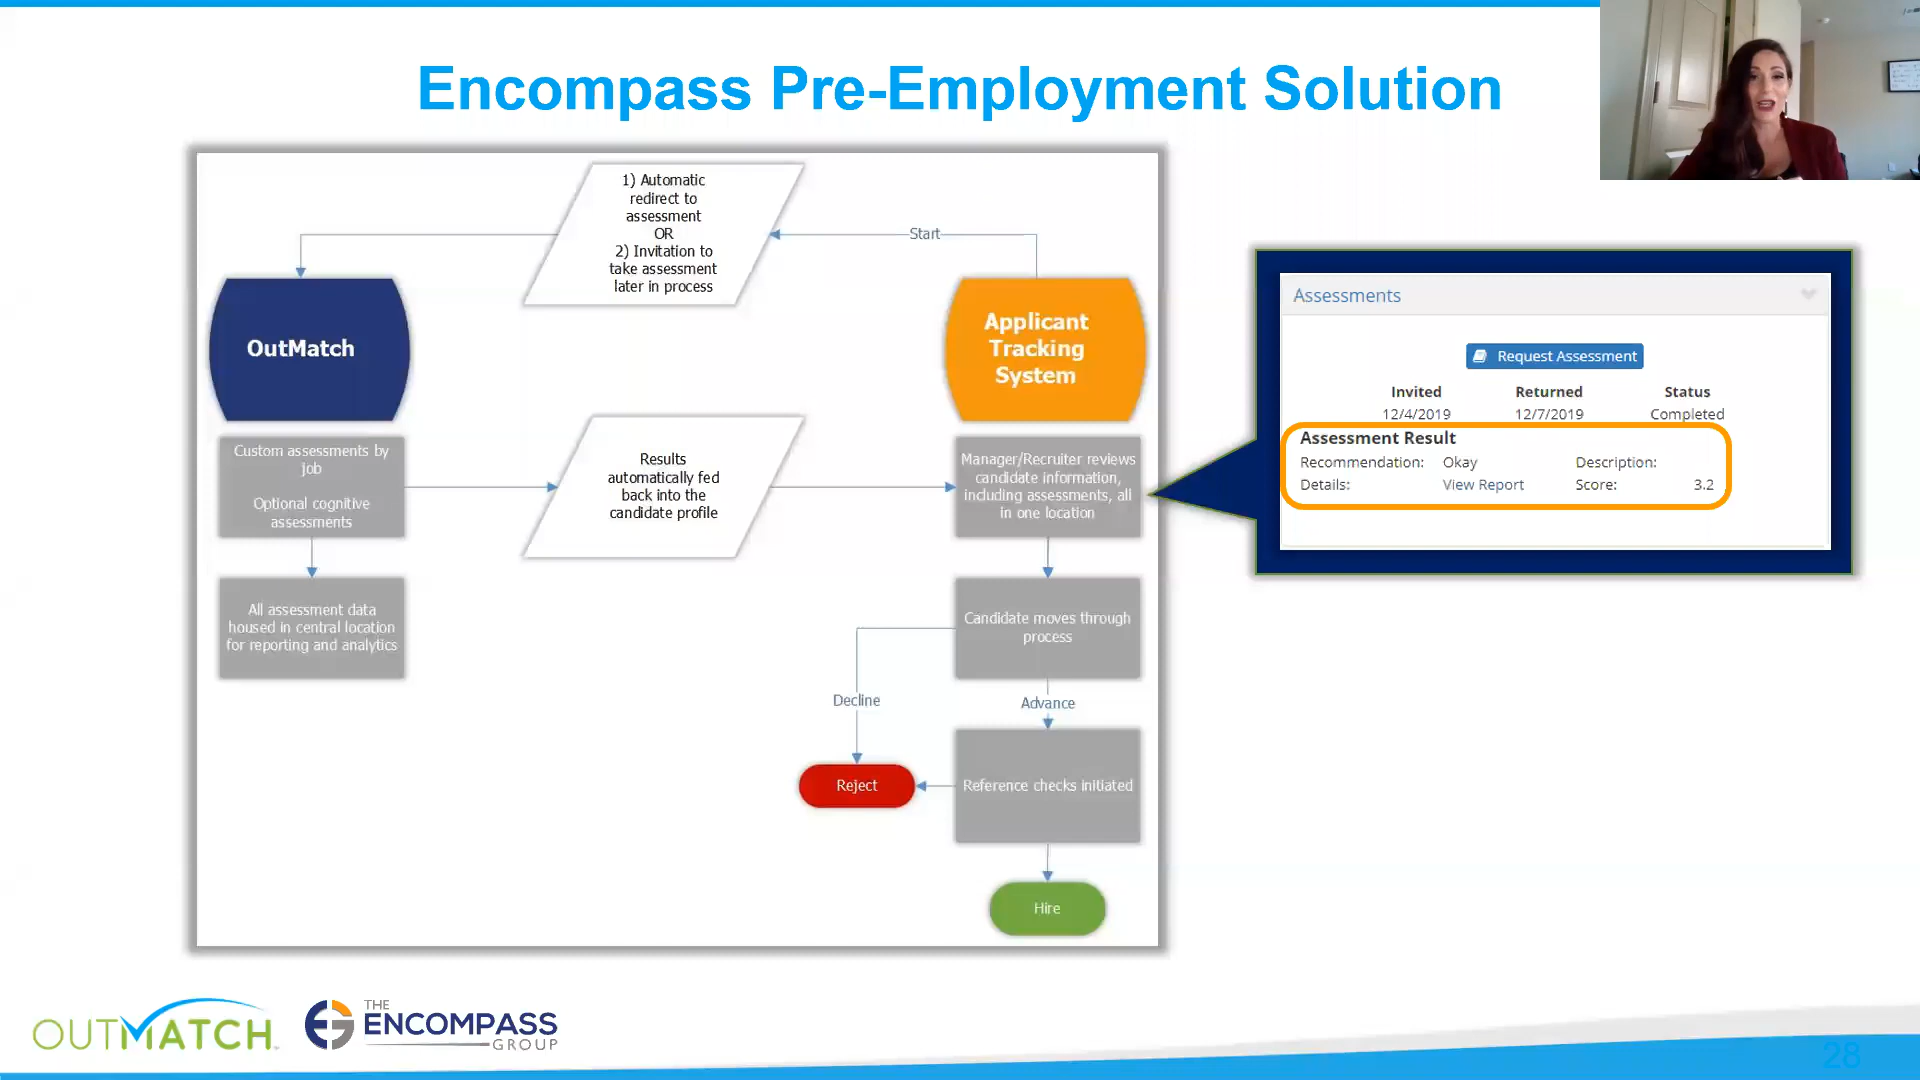 Encompass Pre-Employment Solution
1) Automatic
redirect to
assessment
OR
2) Invitation to
take assessment
later in process
Start
OutMatch
Applicant
Tracking
System
Custom assessments by
job
Optional cognitive
assessments
Results
automatically fed
back into the
candidate profile
Manager/Recruiter reviews
candidate information,
including assessments, all
in one location
All assessment data
housed in central location
for reporting and analytics
Candidate moves through
process
Decline
Advance
Reject
Reference checks initiated
Hire
Assessments
Request Assessment
Invited Returned Status
12/4/2019 12/7/2019 Completed
Assessment Result
Recommendation: Okay Description:
Details: View Report Score: 3.2
OUTMATCH
THE
ENCOMPASS
GROUP
28